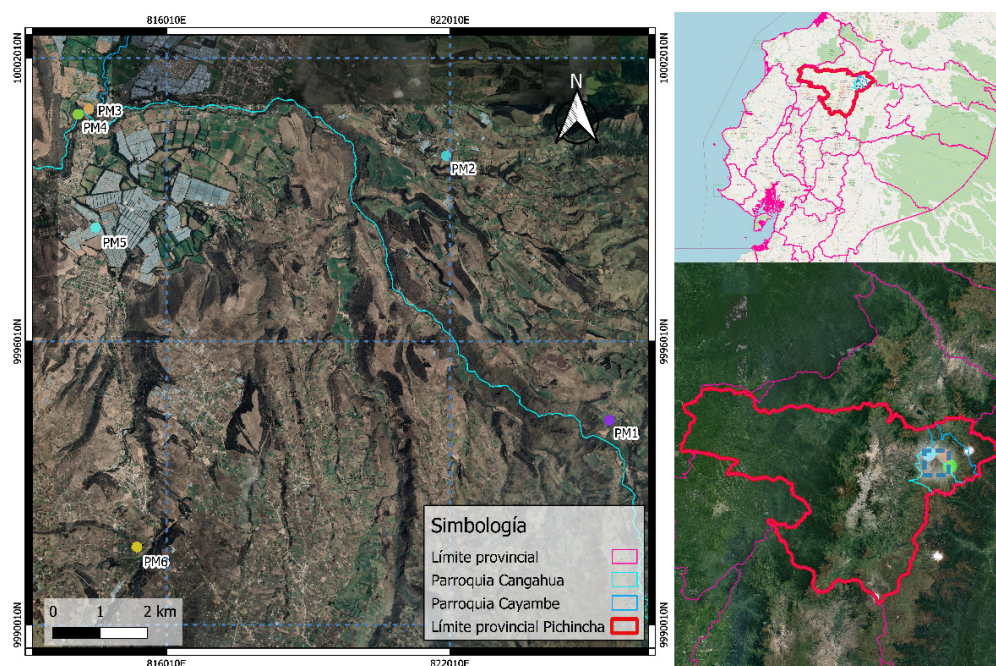 816010E
822010E
10002010N
10002010N
N
PM3
PM4
PM2
PM5
9996010N
9996010N
PM1
PM6
Simbología
Límite provincial
Parroquia Cangahua
Parroquia Cayambe
Límite provincial Pichincha
0 1 2 km
9990010N
9990010N
816010E
822010E